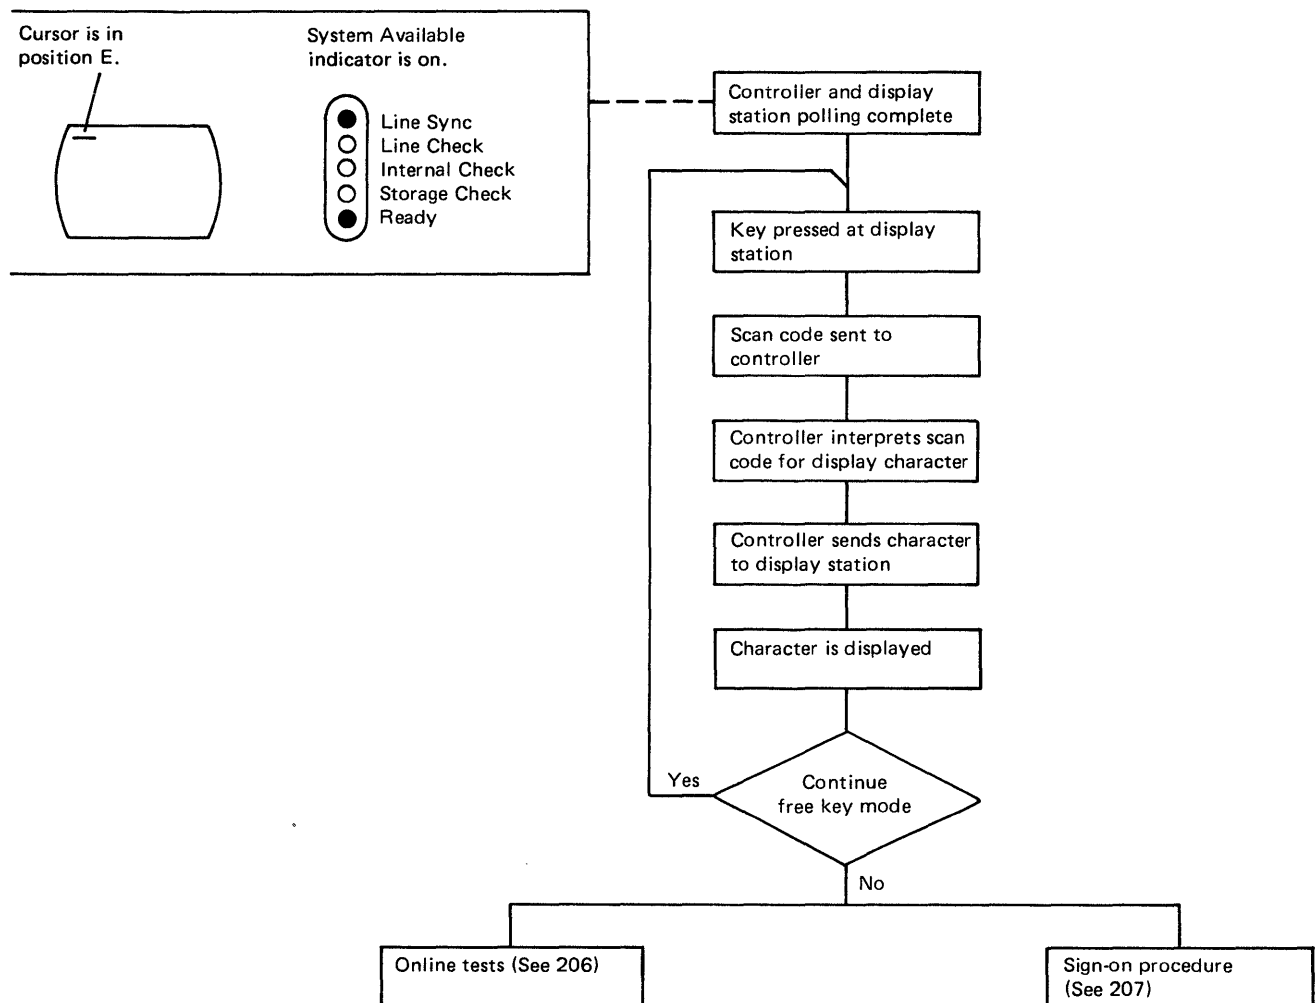 Cursor is in
position E.
System Available
indicator is on.
Line Sync
Line Check
Internal Check
Storage Check
Ready
Controller and display
station polling complete
Key pressed at display
station
Scan code sent to
controller
Controller interprets scan
code for display character
Controller sends character
to display station
Character is displayed
Continue
free key mode
Yes
No
Online tests (See 206)
Sign-on procedure
(See 207)